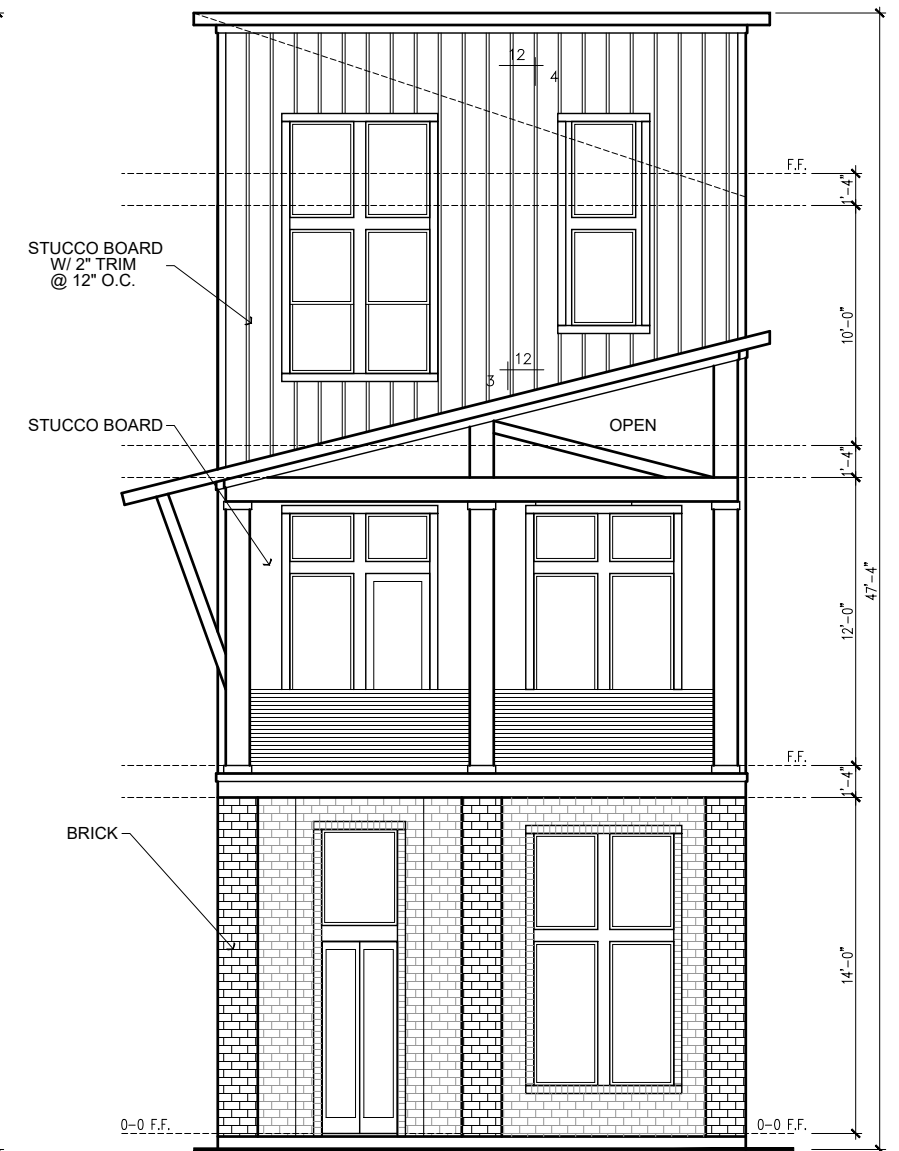 12
4
F.F.
1'-4"
STUCCO BOARD
W/ 2" TRIM
@ 12" O.C.
10'-0"
12
3
STUCCO BOARD
OPEN
1'-4"
47'-4"
12'-0"
F.F.
1'-4"
BRICK
14'-0"
0-0 F.F.
0-0 F.F.